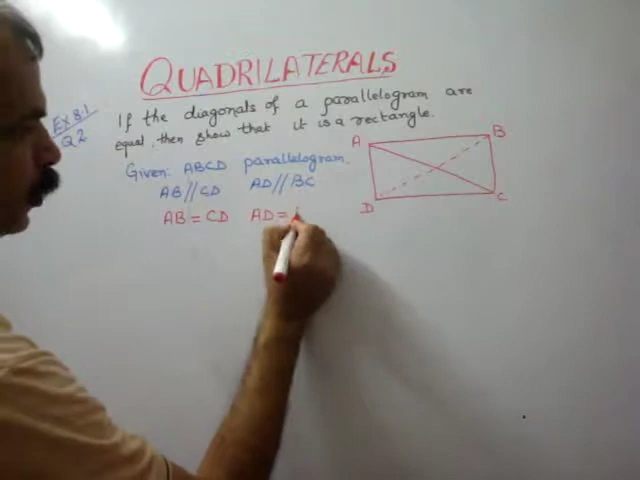 QUADRILATERALS
Ex 8.1
Q2
If the diagonals of a parallelogram are
equal, then show that it is a rectangle.
Given: ABCD parallelogram.
AB // CD AD // BC
AB = CD AD =
A
B
D
C